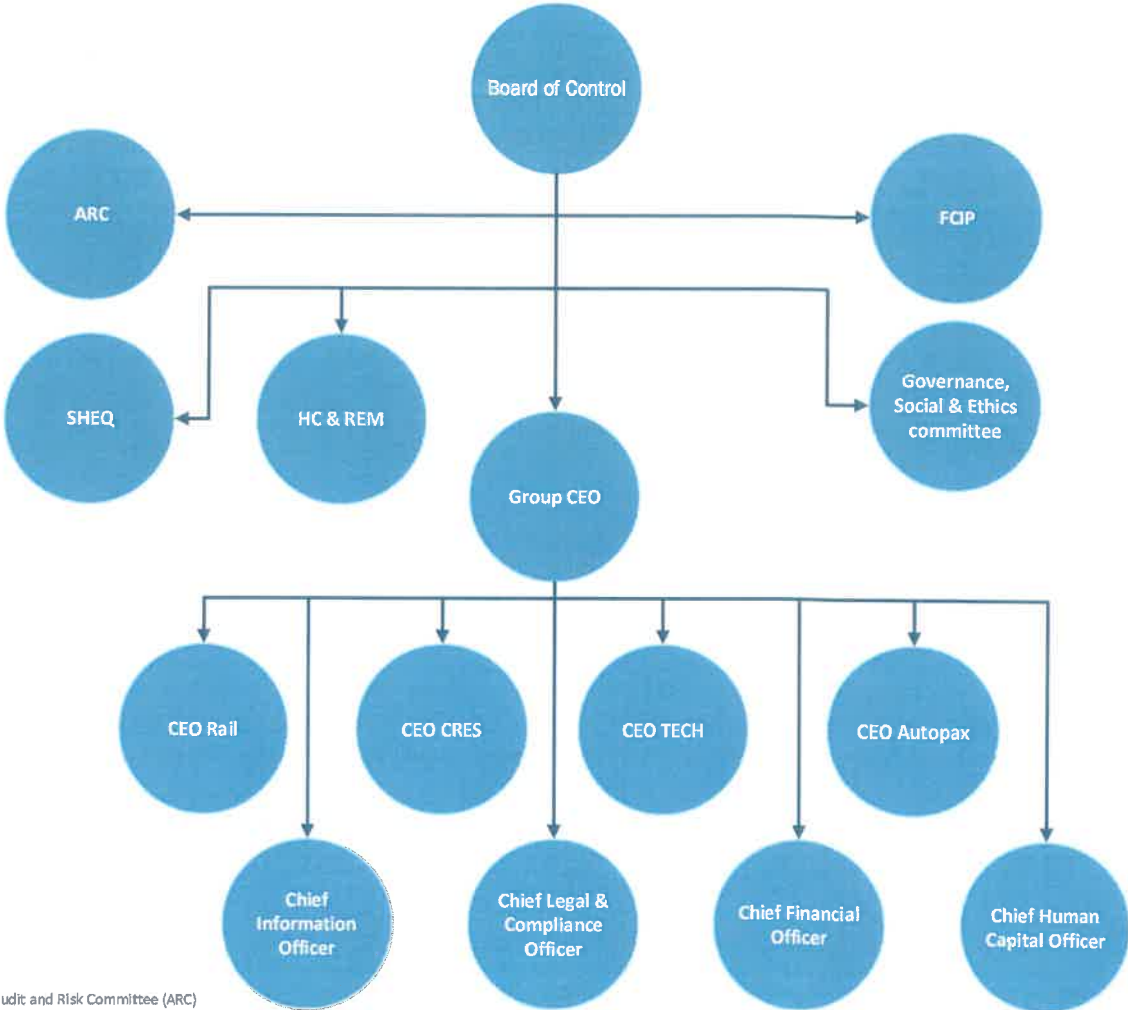 Board of Control
ARC
FCIP
SHEQ
HC & REM
Governance,
Social & Ethics
committee
Group CEO
CEO Rail
CEO CRES
CEO TECH
CEO Autopax
Chief
Information
Officer
Chief Legal &
Compliance
Officer
Chief Financial
Officer
Chief Human
Capital Officer
udit and Risk Committee (ARC)